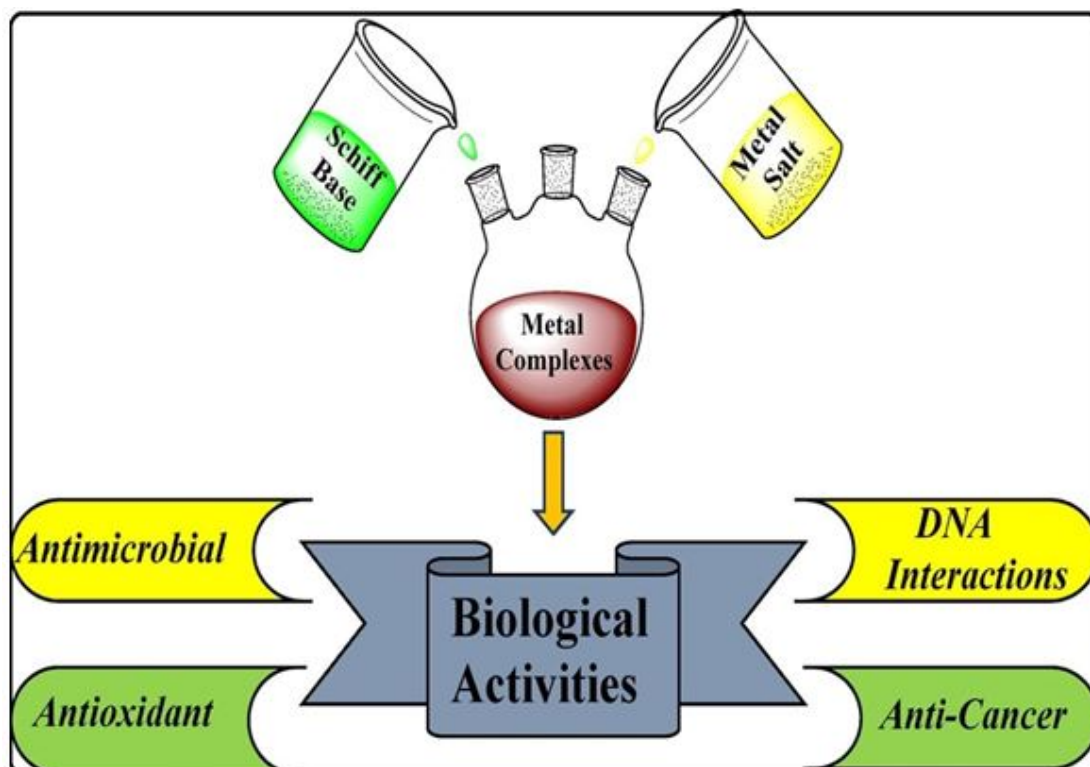 Schiff
Base
Metal
Salt
Metal
Complexes
Antimicrobial
DNA
Interactions
Biological
Activities
Antioxidant
Anti-Cancer